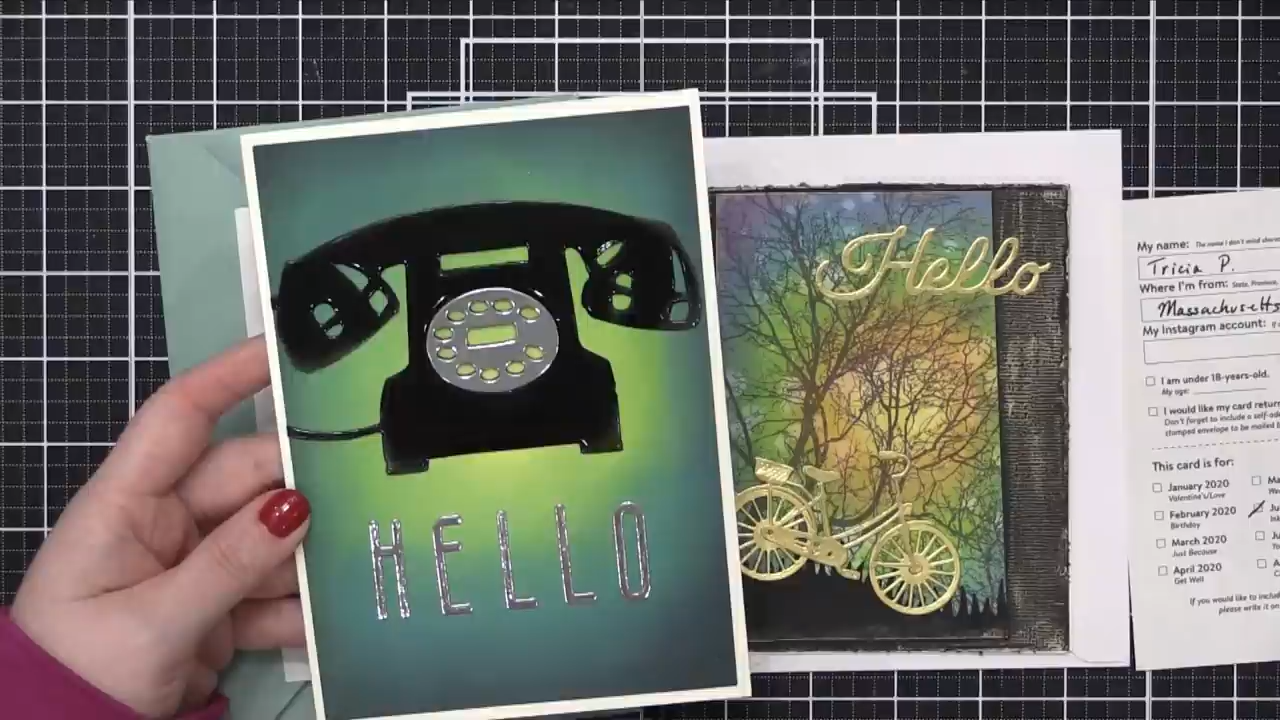 HELLO
Hello
My name:
Tricia P.
Where I'm from: State, Province,
Massachusetts
My Instagram account:
I am under 18-years-old.
My age:
I would like my card return
Don't forget to include a self-ad
stamped envelope to be mailed b
This card is for:
January 2020
Valentine's/Love
February 2020
Birthday
March 2020
Just Because
April 2020
Get Well
If you would like to includ
please write it on